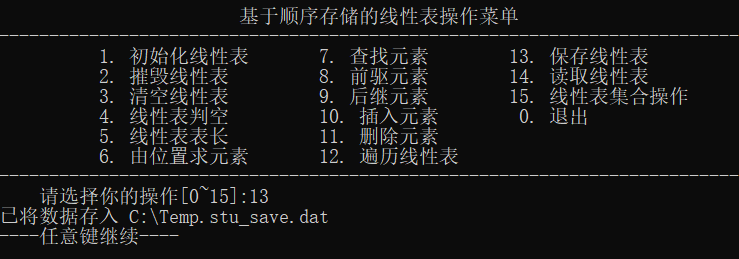 基于顺序存储的线性表操作菜单
1. 初始化线性表 7. 查找元素 13. 保存线性表
2. 摧毁线性表 8. 前驱元素 14. 读取线性表
3. 清空线性表 9. 后继元素 15. 线性表集合操作
4. 线性表判空 10. 插入元素 0. 退出
5. 线性表表长 11. 删除元素
6. 由位置求元素 12. 遍历线性表
请选择你的操作[0~15]:13
已将数据存入 C:\Temp.stu_save.dat
----任意键继续----